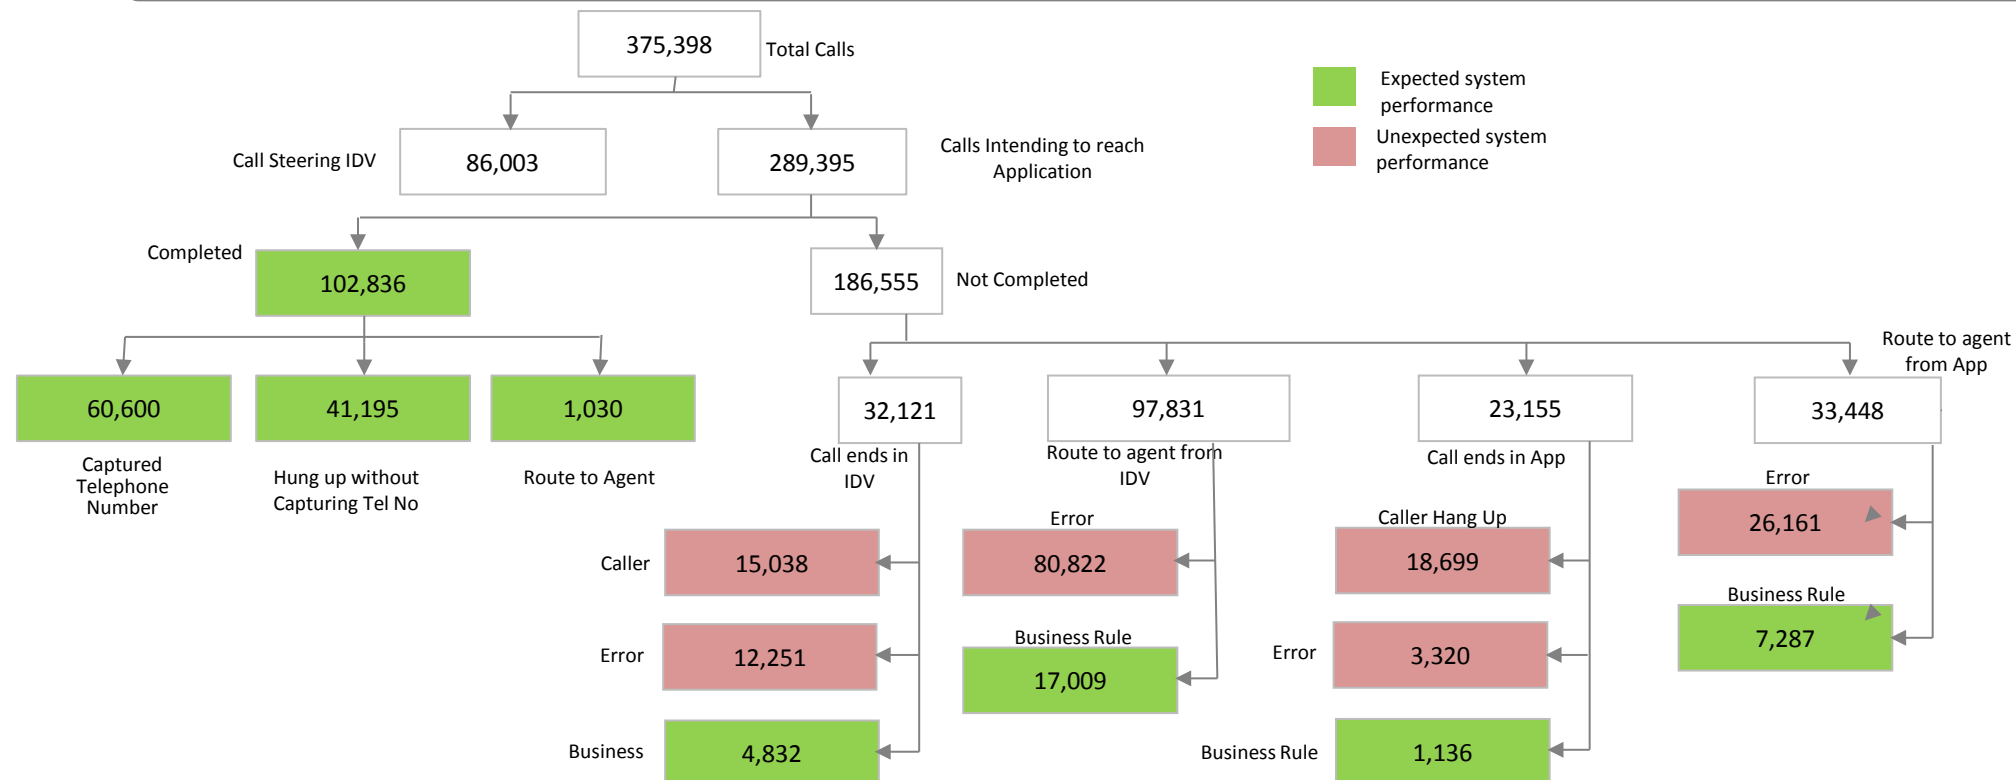 375,398
Total Calls
Expected system
performance
Unexpected system
performance
Call Steering IDV
86,003
289,395
Calls Intending to reach
Application
Completed
102,836
186,555
Not Completed
Route to agent
from App
60,600
41,195
1,030
32,121
97,831
23,155
33,448
Captured
Telephone
Number
Hung up without
Capturing Tel No
Route to Agent
Call ends in
IDV
Route to agent from
IDV
Call ends in App
Error
26,161
Caller
15,038
Error
80,822
Caller Hang Up
18,699
Business Rule
7,287
Error
12,251
Business Rule
17,009
Error
3,320
Business
4,832
Business Rule
1,136